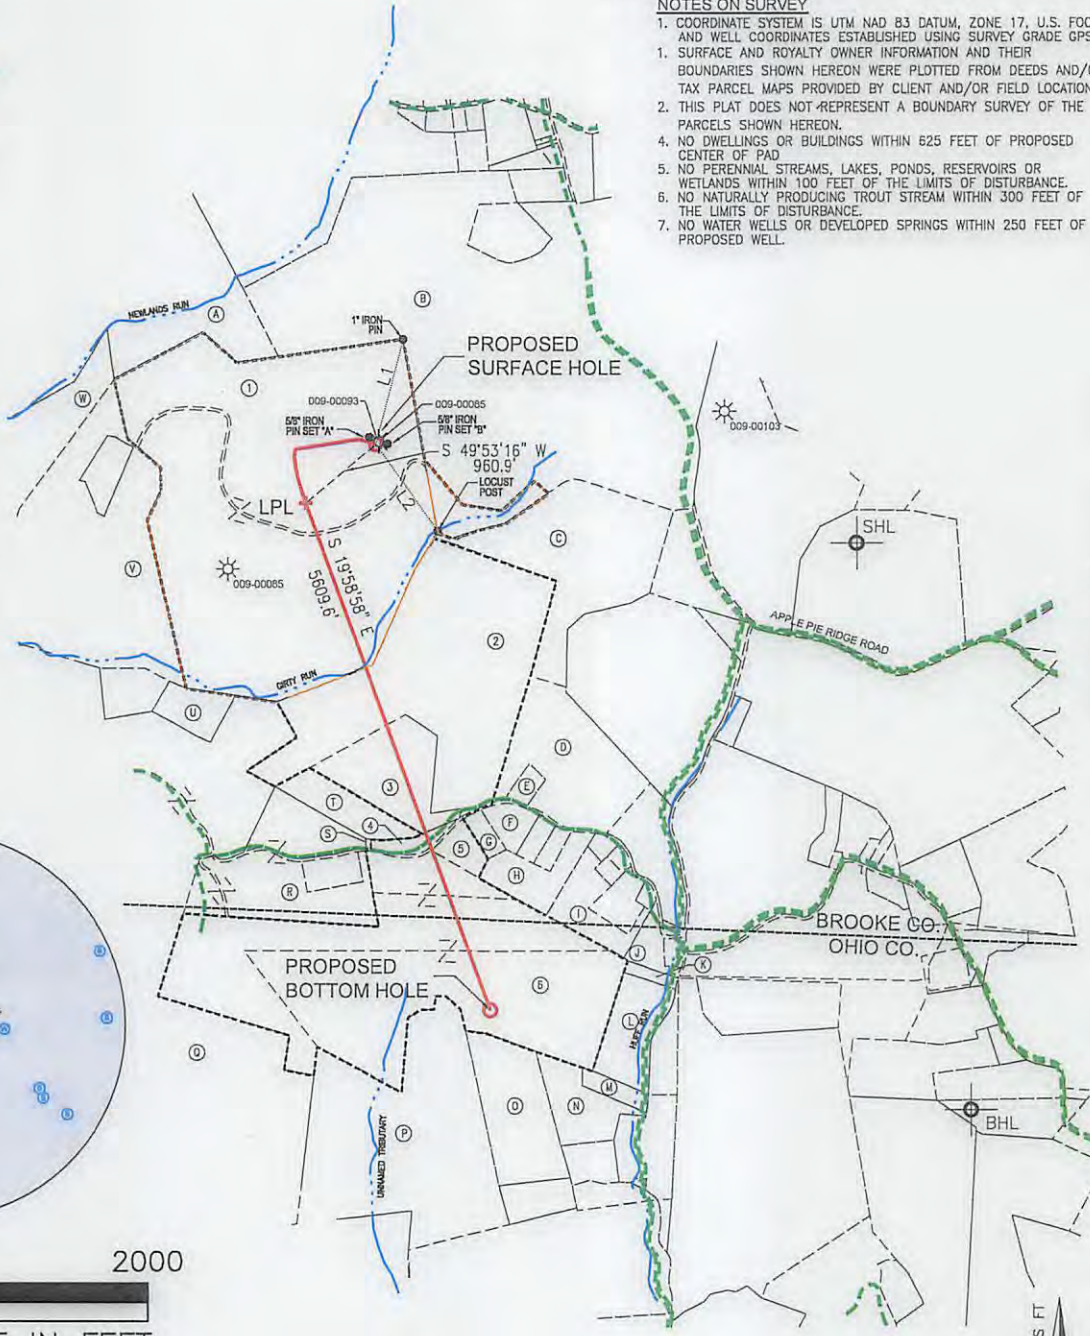 NOTES ON SURVEY
1. COORDINATE SYSTEM IS UTM NAD 83 DATUM, ZONE 17, U.S. FOO
AND WELL COORDINATES ESTABLISHED USING SURVEY GRADE GPS
1. SURFACE AND ROYALTY OWNER INFORMATION AND THEIR
BOUNDARIES SHOWN HEREON WERE PLOTTED FROM DEEDS AND/
TAX PARCEL MAPS PROVIDED BY CLIENT AND/OR FIELD LOCATION
2. THIS PLAT DOES NOT REPRESENT A BOUNDARY SURVEY OF THE
PARCELS SHOWN HEREON.
4. NO DWELLINGS OR BUILDINGS WITHIN 625 FEET OF PROPOSED
CENTER OF PAD
5. NO PERENNIAL STREAMS, LAKES, PONDS, RESERVOIRS OR
WETLANDS WITHIN 100 FEET OF THE LIMITS OF DISTURBANCE.
6. NO NATURALLY PRODUCING TROUT STREAM WITHIN 300 FEET OF
THE LIMITS OF DISTURBANCE.
7. NO WATER WELLS OR DEVELOPED SPRINGS WITHIN 250 FEET OF
PROPOSED WELL.
NEWLANDS RUN
A
B
1" IRON
PIN
PROPOSED
SURFACE HOLE
L1
W
1
009-00093
009-00085
5/8" IRON
PIN SET "A"
5/8" IRON
PIN SET "B"
009-00103
S 49°53'16" W
960.9'
LOCUST
POST
L2
LPL
SHL
C
V
009-00085
S 19°58'58" E
5609.6'
2
APPLE PIE RIDGE ROAD
GIRTY RUN
U
D
3
E
T
F
4
S
5
G
H
R
I
BROOKE CO.
OHIO CO.
J
K
PROPOSED
BOTTOM HOLE
6
L
HUFF RUN
Q
M
O
N
BHL
P
UNNAMED TRIBUTARY
2000
IN FEET
S FT